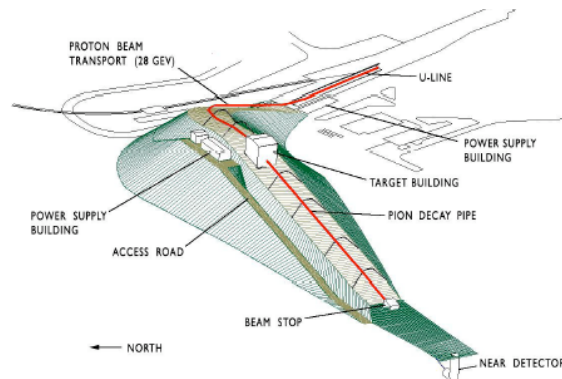 PROTON BEAM
TRANSPORT (28 GEV)
U-LINE
POWER SUPPLY
BUILDING
TARGET BUILDING
PION DECAY PIPE
POWER SUPPLY
BUILDING
ACCESS ROAD
BEAM STOP
NORTH
NEAR DETECTOR